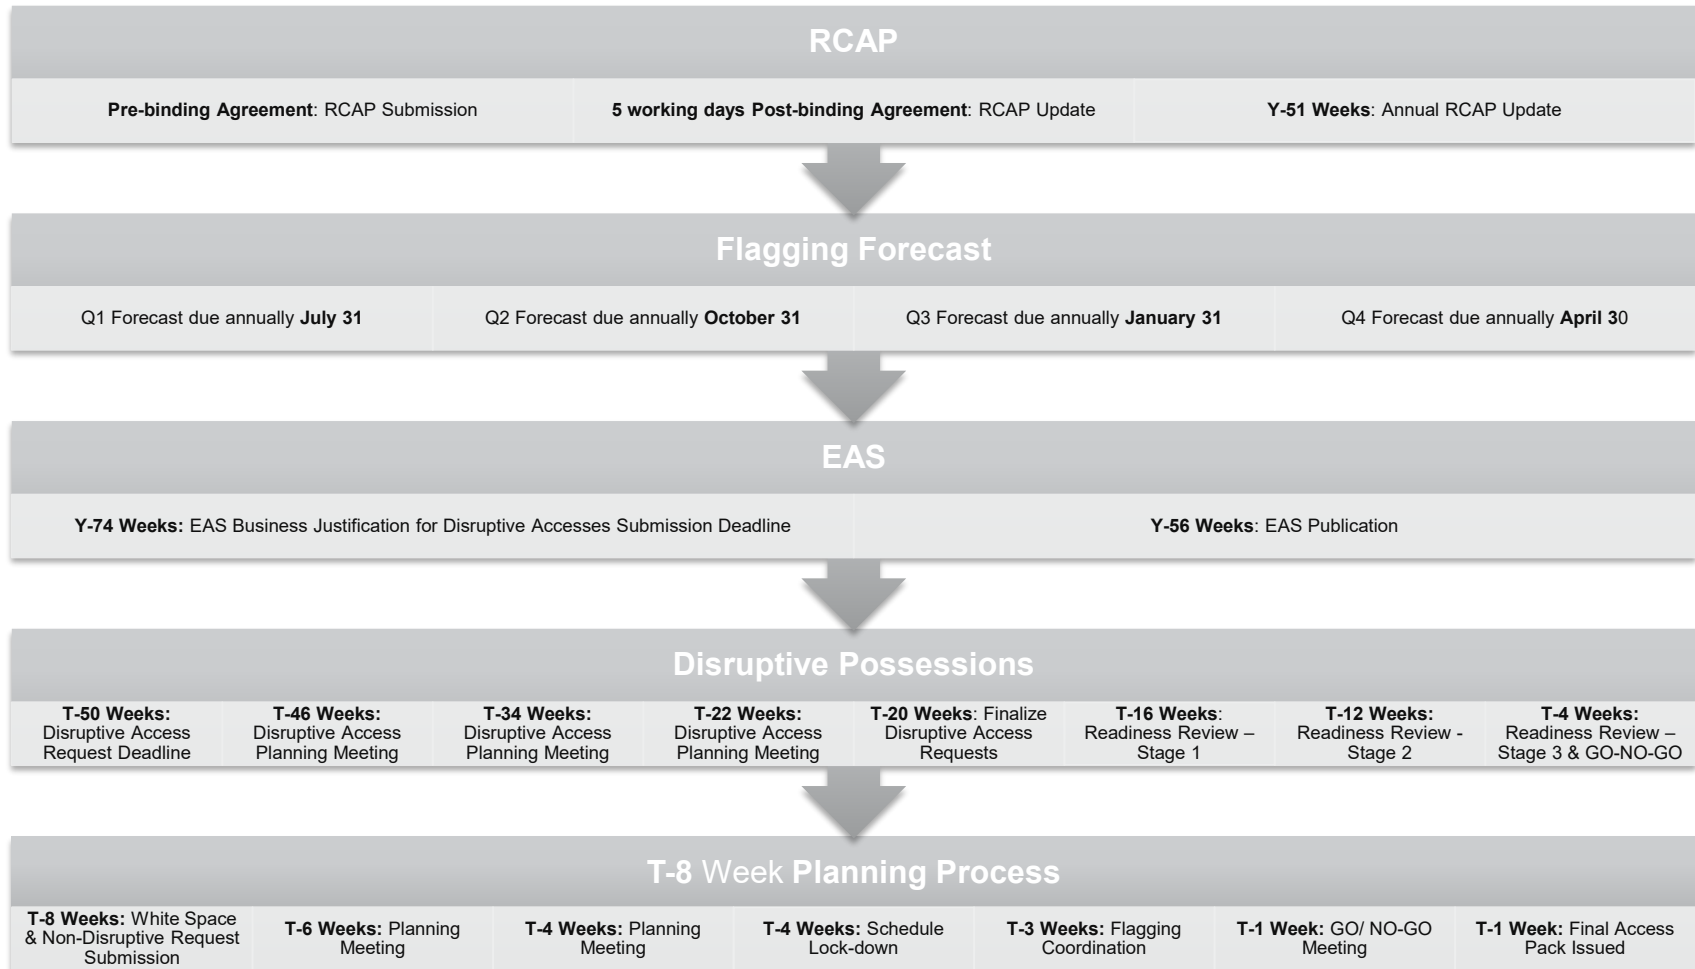 RCAP
Pre-binding Agreement: RCAP Submission
5 working days Post-binding Agreement: RCAP Update
Y-51 Weeks: Annual RCAP Update
Flagging Forecast
Q1 Forecast due annually July 31
Q2 Forecast due annually October 31
Q3 Forecast due annually January 31
Q4 Forecast due annually April 30
EAS
Y-74 Weeks: EAS Business Justification for Disruptive Accesses Submission Deadline
Y-56 Weeks: EAS Publication
Disruptive Possessions
T-50 Weeks:
Disruptive Access
Request Deadline
T-46 Weeks:
Disruptive Access
Planning Meeting
T-34 Weeks:
Disruptive Access
Planning Meeting
T-22 Weeks:
Disruptive Access
Planning Meeting
T-20 Weeks: Finalize
Disruptive Access
Requests
T-16 Weeks:
Readiness Review –
Stage 1
T-12 Weeks:
Readiness Review -
Stage 2
T-4 Weeks:
Readiness Review –
Stage 3 & GO-NO-GO
T-8 Week Planning Process
T-8 Weeks: White Space
& Non-Disruptive Request
Submission
T-6 Weeks: Planning
Meeting
T-4 Weeks: Planning
Meeting
T-4 Weeks: Schedule
Lock-down
T-3 Weeks: Flagging
Coordination
T-1 Week: GO/ NO-GO
Meeting
T-1 Week: Final Access
Pack Issued